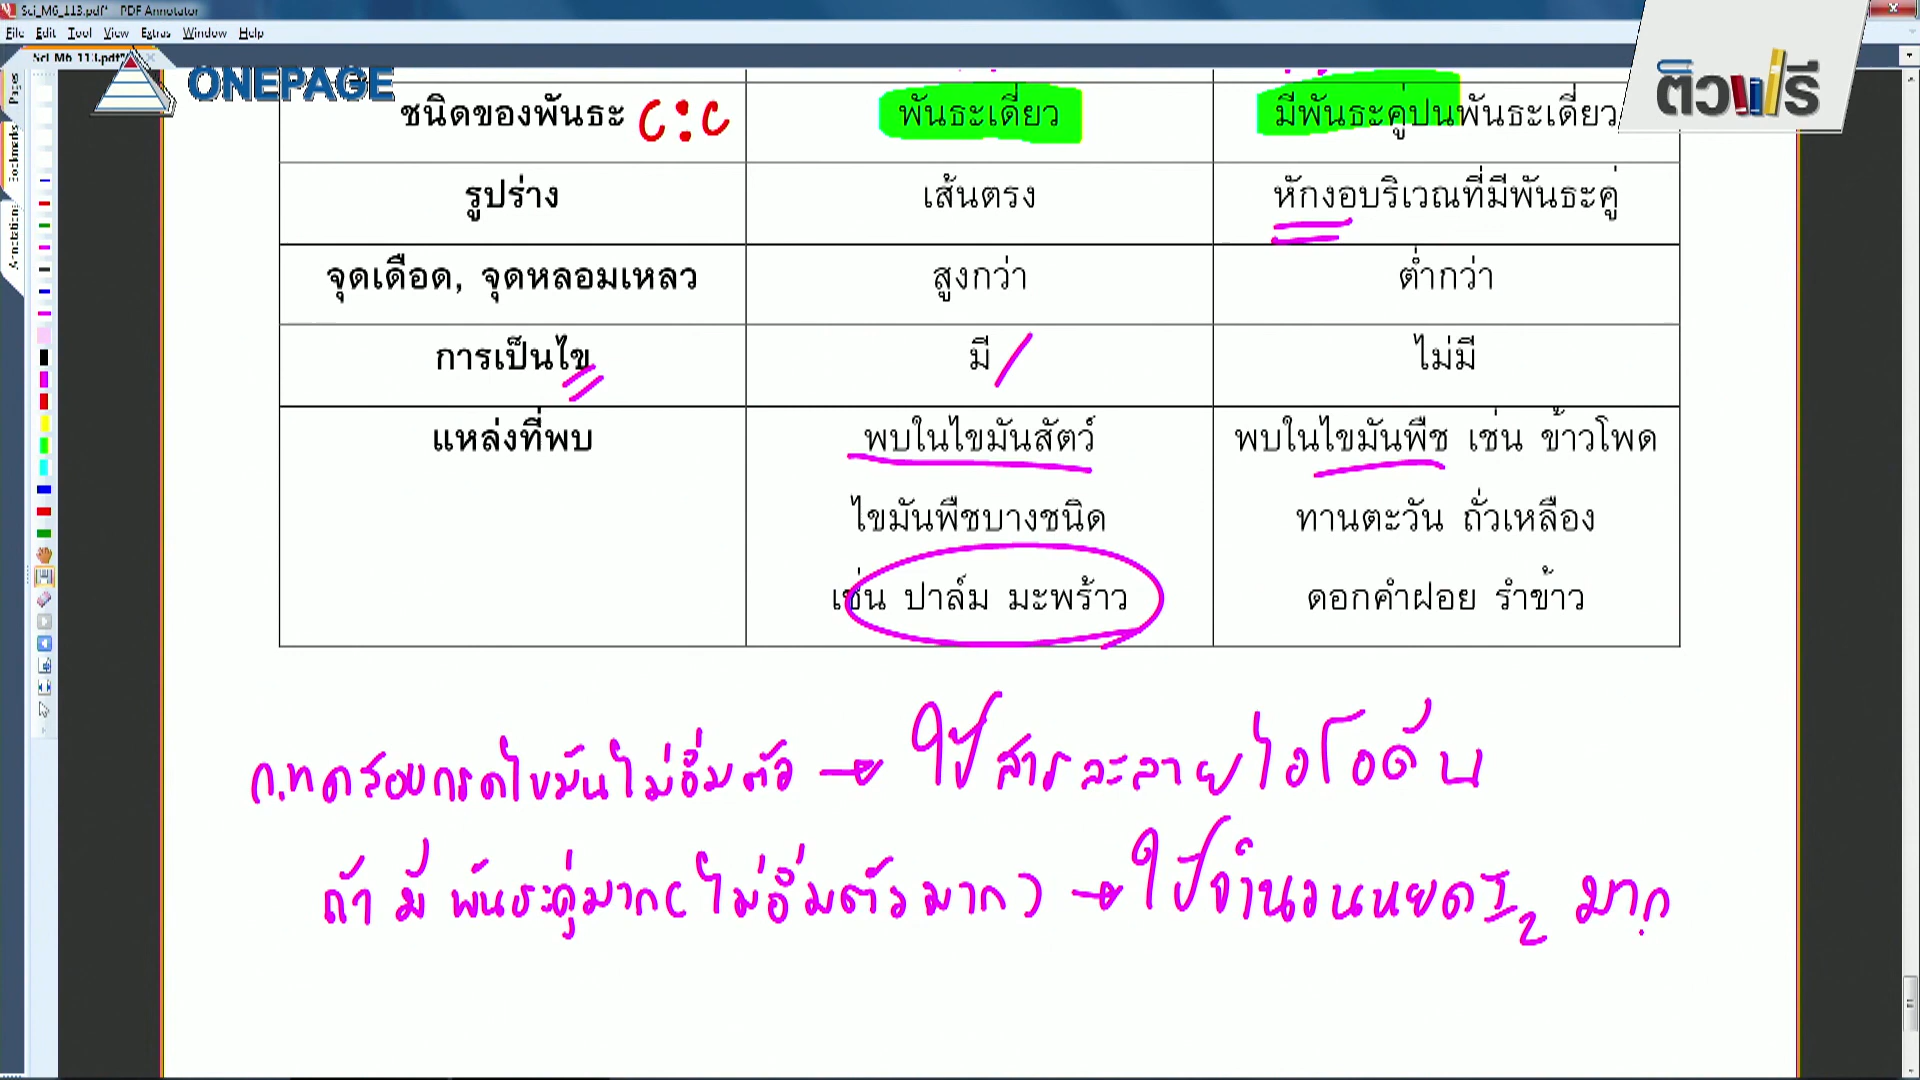 Sci_M6_113.pdf* - PDF Annotator
File Edit Tool View Extras Window Help
Sci M6 113.pdf*
Pages
Bookmarks
Annotations
ONEPAGE
ติวฟรี
ชนิดของพันธะ C:C พันธะเดี่ยว มีพันธะคู่ปนพันธะเดี่ยว
รูปร่าง เส้นตรง หักงอบริเวณที่มีพันธะคู่
จุดเดือด, จุดหลอมเหลว สูงกว่า ต่ำกว่า
การเป็นไข มี ไม่มี
แหล่งที่พบ พบในไขมันสัตว์ พบในไขมันพืช เช่น ข้าวโพด
ไขมันพืชบางชนิด ทานตะวัน ถั่วเหลือง
เช่น ปาล์ม มะพร้าว ดอกคำฝอย รำข้าว
ก.ทดสอบกรดไขมันไม่อิ่มตัว → ใช้สารละลายไอโอดีน
ถ้ามี พันธะคู่มาก (ไม่อิ่มตัวมาก) → ใช้จำนวนหยด I2 มาก